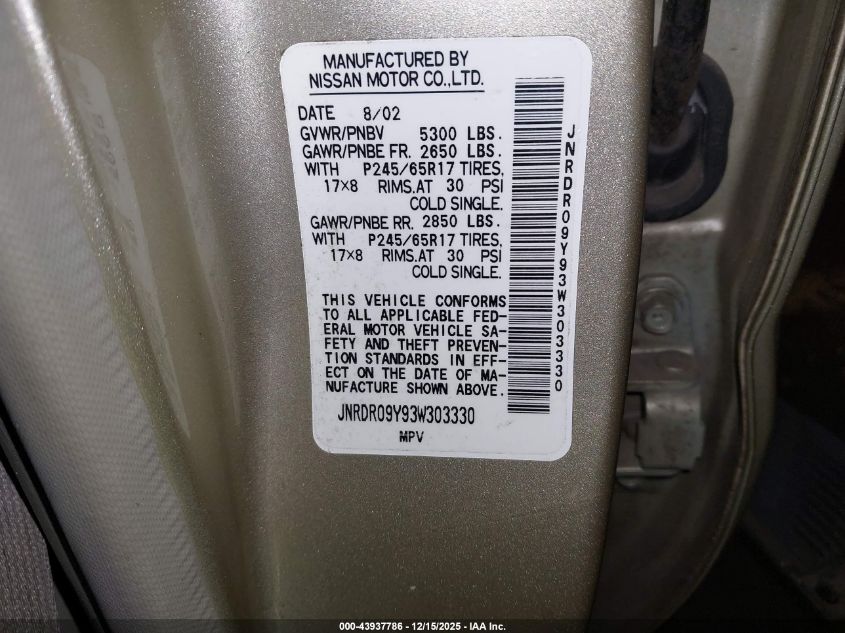 MANUFACTURED BY
NISSAN MOTOR CO.,LTD.
DATE 8/02
GVWR/PNBV 5300 LBS.
GAWR/PNBE FR. 2650 LBS.
WITH P245/65R17 TIRES,
17×8 RIMS.AT 30 PSI
COLD SINGLE.
GAWR/PNBE RR. 2850 LBS.
WITH P245/65R17 TIRES,
17×8 RIMS.AT 30 PSI
COLD SINGLE.
THIS VEHICLE CONFORMS
TO ALL APPLICABLE FED-
ERAL MOTOR VEHICLE SA-
FETY AND THEFT PREVEN-
TION STANDARDS IN EFF-
ECT ON THE DATE OF MA-
NUFACTURE SHOWN ABOVE.
JNRDR09Y93W303330
MPV
JNRDR09Y93W303330
000-43937786 - 12/15/2025 - IAA Inc.